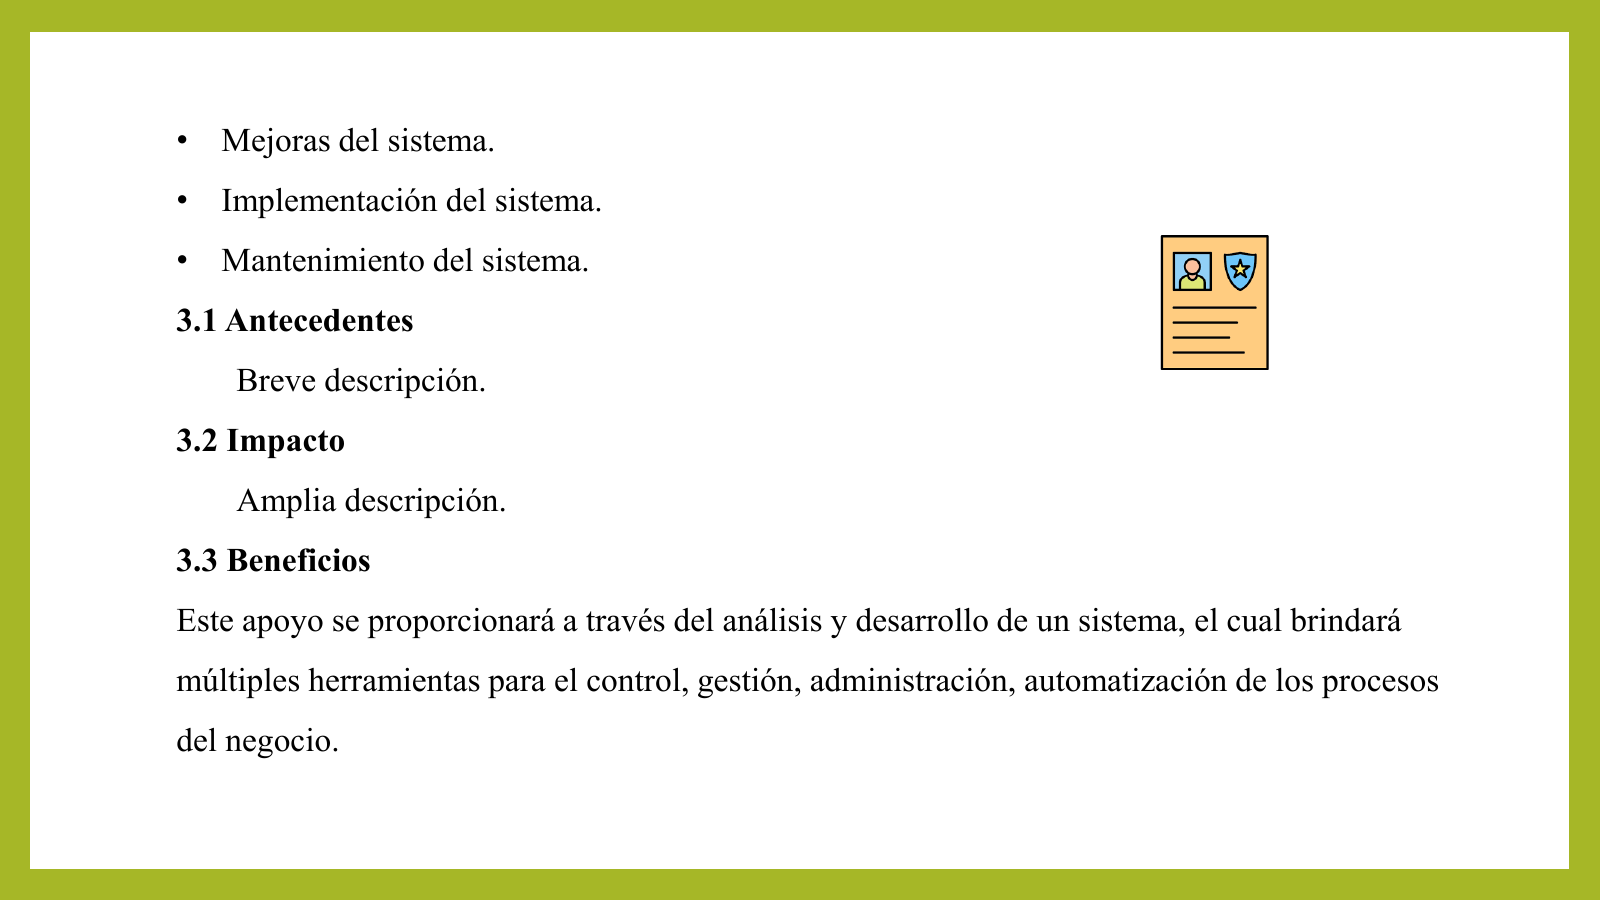 • Mejoras del sistema.
• Implementación del sistema.
• Mantenimiento del sistema.
3.1 Antecedentes
Breve descripción.
3.2 Impacto
Amplia descripción.
3.3 Beneficios
Este apoyo se proporcionará a través del análisis y desarrollo de un sistema, el cual brindará
múltiples herramientas para el control, gestión, administración, automatización de los procesos
del negocio.